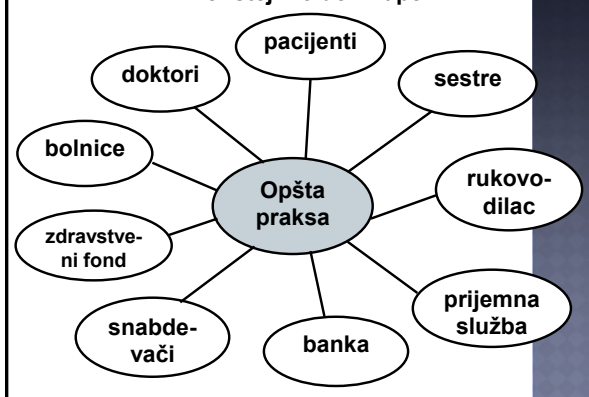 pacijenti
doktori
sestre
bolnice
Opšta
praksa
rukovo-
dilac
zdravstve-
ni fond
prijemna
služba
snabde-
vači
banka